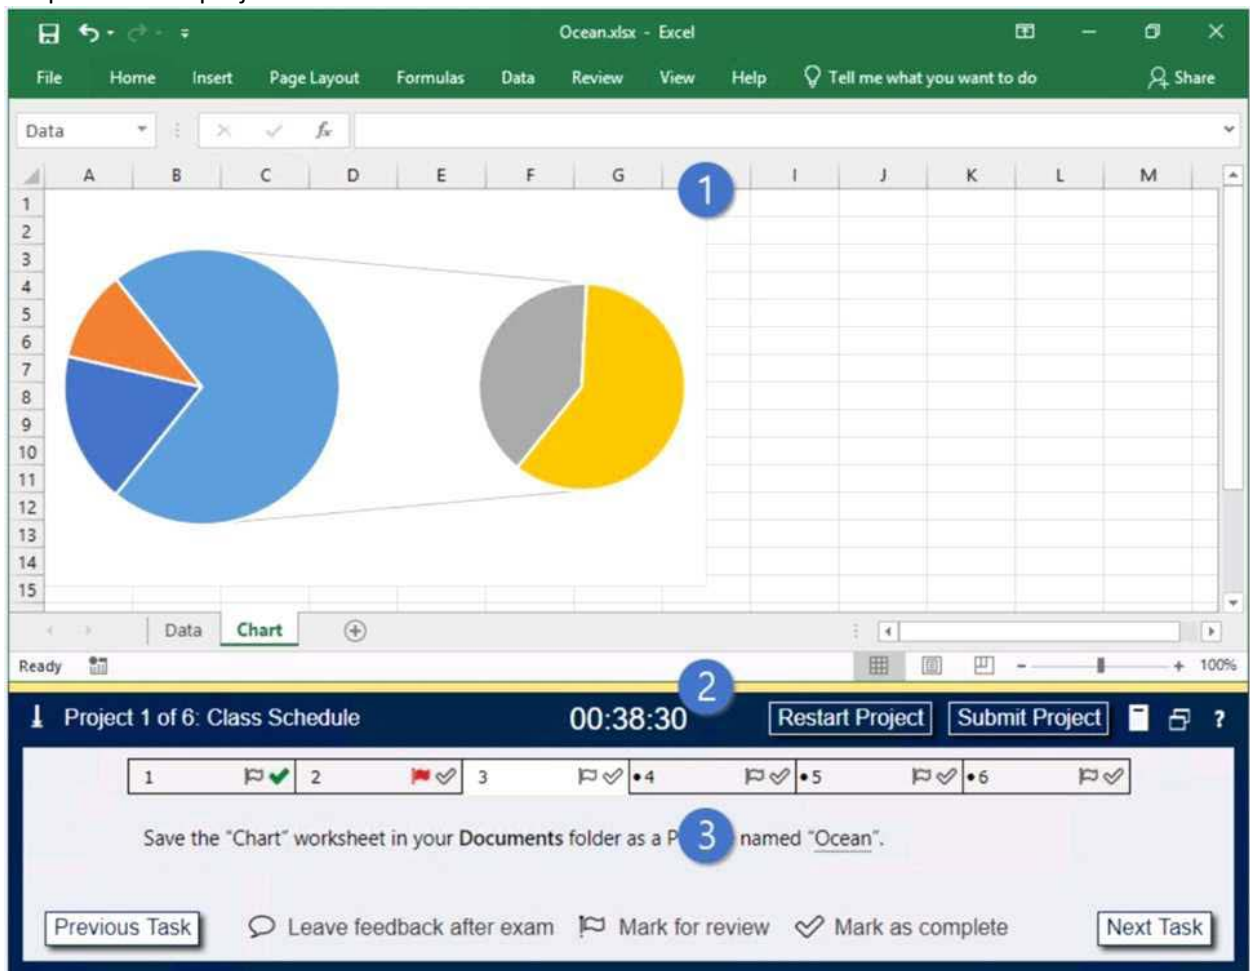 Ocean.xlsx - Excel
File Home Insert Page Layout Formulas Data Review View Help Tell me what you want to do Share
Data fx
A B C D E F G 1 I J K L M
1
2
3
4
5
6
7
8
9
10
11
12
13
14
15
Data Chart
Ready 100%
2
Project 1 of 6: Class Schedule 00:38:30 Restart Project Submit Project ?
1 2 3 •4 •5 •6
Save the "Chart" worksheet in your Documents folder as a P 3 named "Ocean".
Previous Task Leave feedback after exam Mark for review Mark as complete Next Task